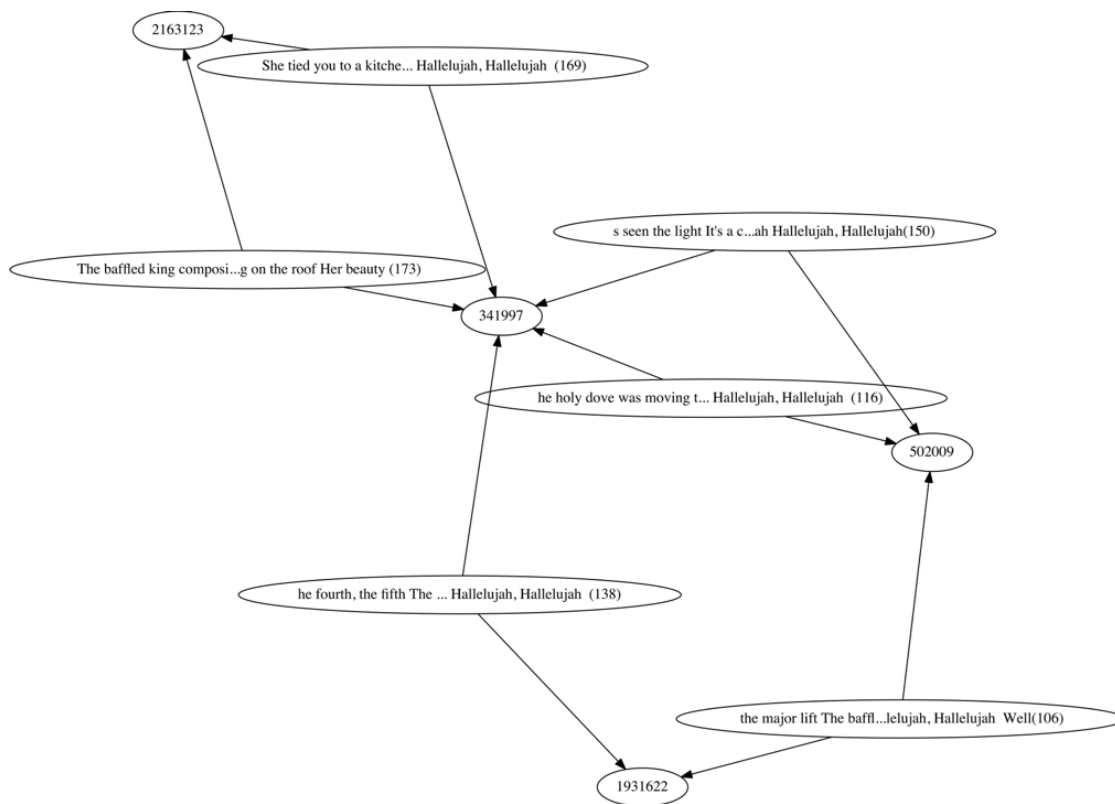 2163123
She tied you to a kitche... Hallelujah, Hallelujah (169)
s seen the light It's a c...ah Hallelujah, Hallelujah(150)
The baffled king composi...g on the roof Her beauty (173)
341997
he holy dove was moving t... Hallelujah, Hallelujah (116)
502009
he fourth, the fifth The ... Hallelujah, Hallelujah (138)
the major lift The baffl...lelujah, Hallelujah Well(106)
1931622